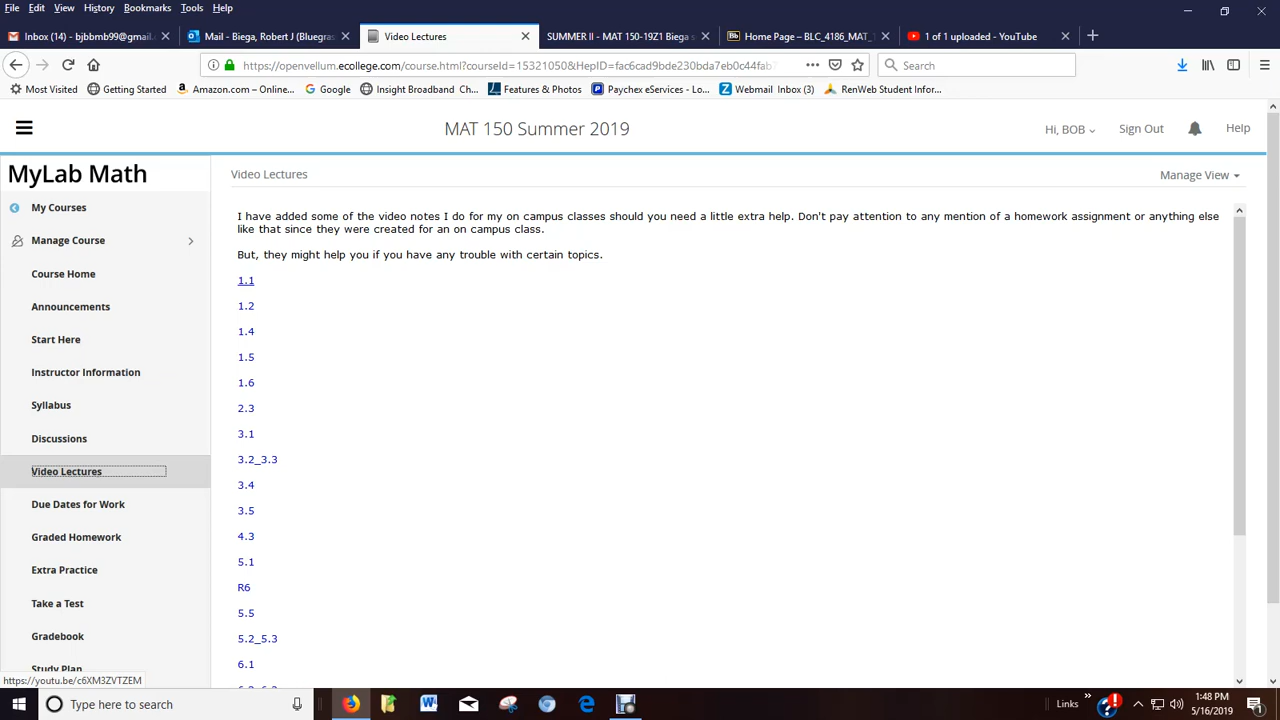 File Edit View History Bookmarks Tools Help
Inbox (14) - bjbbmb99@gmail.
Mail - Biega, Robert J (Bluegras
Video Lectures
SUMMER II - MAT 150-19Z1 Biega s
Home Page – BLC_4186_MAT_1
1 of 1 uploaded - YouTube
https://openvellum.ecollege.com/course.html?courseId=15321050&HepID=fac6cad9bde230bda7eb0c44fab7
Search
Most Visited Getting Started Amazon.com – Online... Google Insight Broadband Ch... Features & Photos Paychex eServices - Lo... Webmail Inbox (3) RenWeb Student Infor...
MAT 150 Summer 2019
Hi, BOB Sign Out Help
MyLab Math
My Courses
Manage Course
Course Home
Announcements
Start Here
Instructor Information
Syllabus
Discussions
Video Lectures
Due Dates for Work
Graded Homework
Extra Practice
Take a Test
Gradebook
Study Plan
https://youtu.be/c6XM3ZVTZEM
Video Lectures
Manage View
I have added some of the video notes I do for my on campus classes should you need a little extra help. Don't pay attention to any mention of a homework assignment or anything else
like that since they were created for an on campus class.
But, they might help you if you have any trouble with certain topics.
1.1
1.2
1.4
1.5
1.6
2.3
3.1
3.2_3.3
3.4
3.5
4.3
5.1
R6
5.5
5.2_5.3
6.1
Type here to search
Links
1:48 PM
5/16/2019